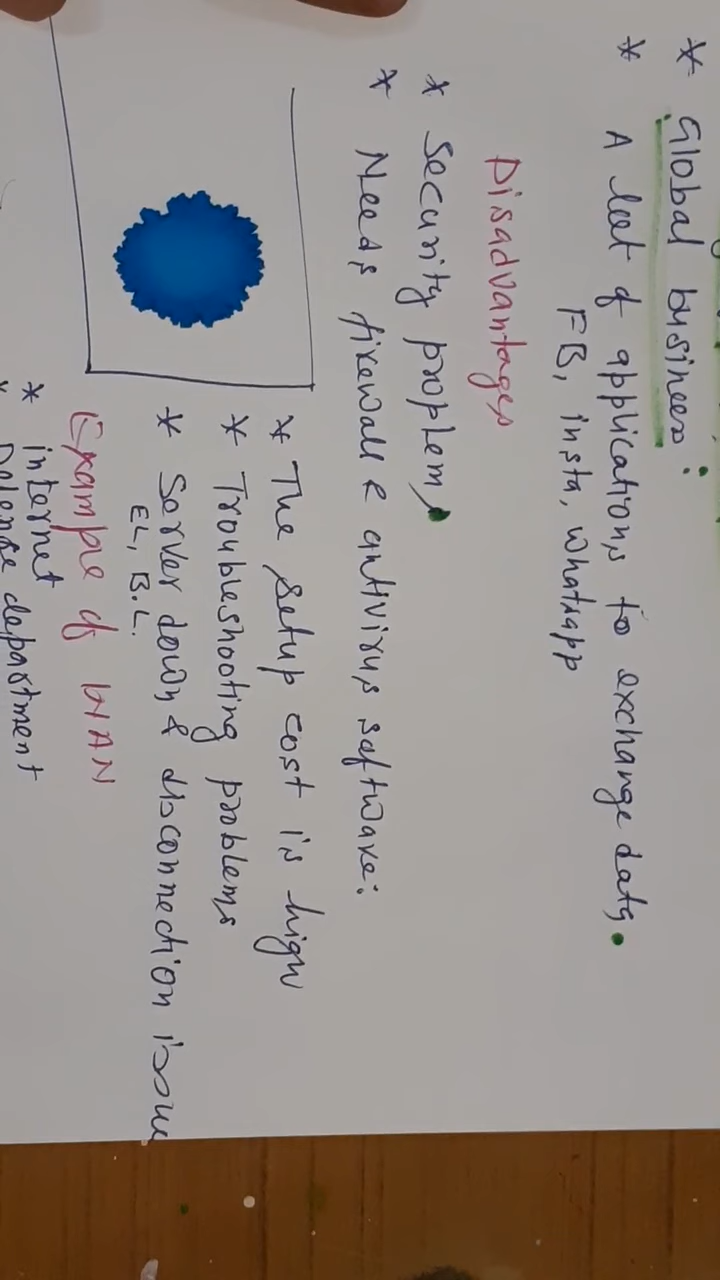 * Global business:
* A lot of applications to exchange data.
FB, insta, whatsapp
Disadvantages
* Security proplem
* Needs firewall & antivirus software:
* The setup cost is high
* Troubleshooting problems
* Server down & disconnection issue
EL, B.L.
Example of WAN
* internet
* Defense department